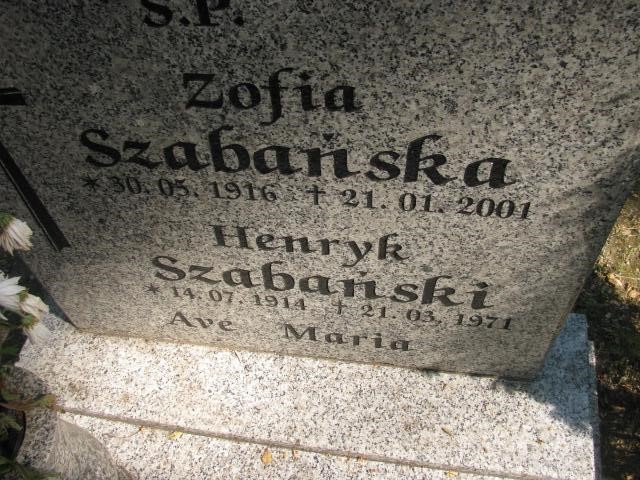 Ś.P.
Zofia
Szabańska
* 30. 05. 1916 † 21. 01. 2001
Henryk
Szabański
* 14. 07. 1914 † 21. 03. 1971
Ave Maria